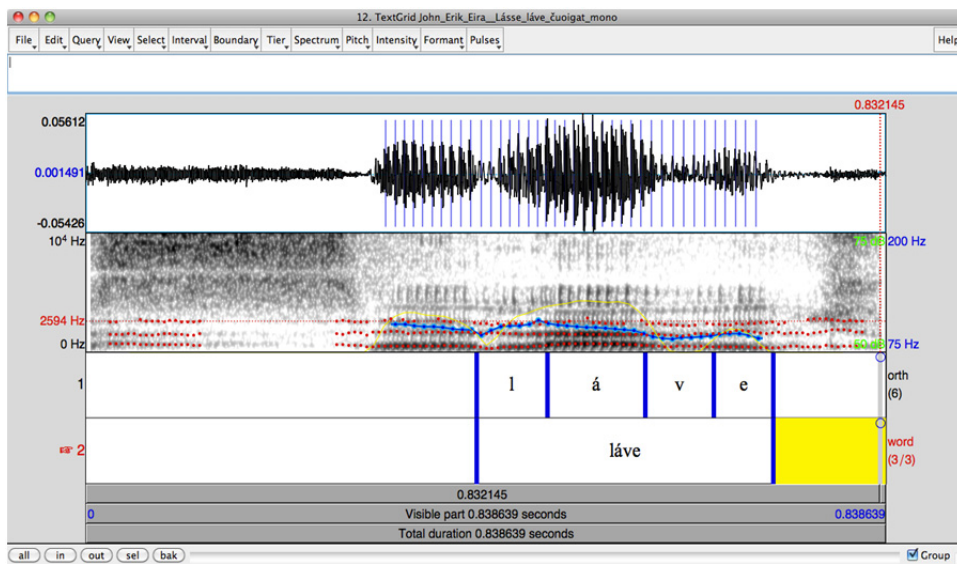 12. TextGrid John_Erik_Eira__Lásse_láve_čuoigat_mono
File Edit Query View Select Interval Boundary Tier Spectrum Pitch Intensity Formant Pulses Help
0.832145
0.05612
0.001491
-0.05426
10⁴ Hz 200 Hz
2594 Hz
0 Hz 75 Hz
1 l á v e orth (6)
2 láve word (3/3)
0.832145
0 Visible part 0.838639 seconds 0.838639
Total duration 0.838639 seconds
all in out sel bak Group